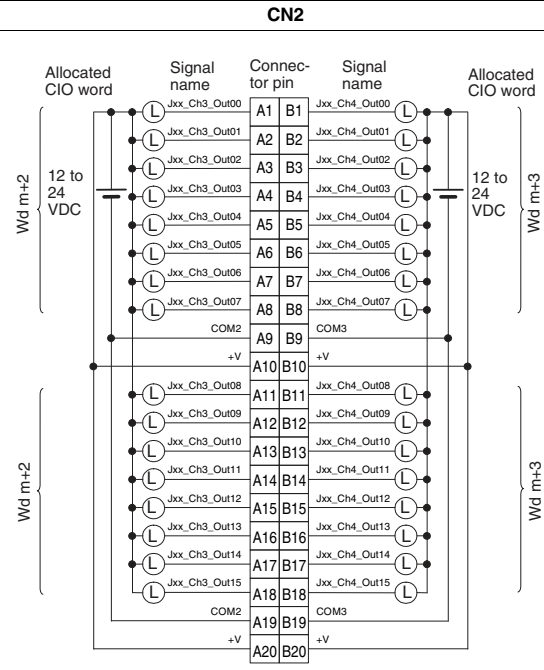 CN2
Allocated CIO word
Signal name
Connec-tor pin
Signal name
Allocated CIO word
L Jxx_Ch3_Out00 A1 B1 Jxx_Ch4_Out00 L
L Jxx_Ch3_Out01 A2 B2 Jxx_Ch4_Out01 L
L Jxx_Ch3_Out02 A3 B3 Jxx_Ch4_Out02 L
Wd m+2
12 to 24 VDC
L Jxx_Ch3_Out03 A4 B4 Jxx_Ch4_Out03 L
12 to 24 VDC
Wd m+3
L Jxx_Ch3_Out04 A5 B5 Jxx_Ch4_Out04 L
L Jxx_Ch3_Out05 A6 B6 Jxx_Ch4_Out05 L
L Jxx_Ch3_Out06 A7 B7 Jxx_Ch4_Out06 L
L Jxx_Ch3_Out07 A8 B8 Jxx_Ch4_Out07 L
COM2 A9 B9 COM3
+V A10 B10 +V
L Jxx_Ch3_Out08 A11 B11 Jxx_Ch4_Out08 L
L Jxx_Ch3_Out09 A12 B12 Jxx_Ch4_Out09 L
L Jxx_Ch3_Out10 A13 B13 Jxx_Ch4_Out10 L
L Jxx_Ch3_Out11 A14 B14 Jxx_Ch4_Out11 L
Wd m+2
Wd m+3
L Jxx_Ch3_Out12 A15 B15 Jxx_Ch4_Out12 L
L Jxx_Ch3_Out13 A16 B16 Jxx_Ch4_Out13 L
L Jxx_Ch3_Out14 A17 B17 Jxx_Ch4_Out14 L
L Jxx_Ch3_Out15 A18 B18 Jxx_Ch4_Out15 L
COM2 A19 B19 COM3
+V A20 B20 +V